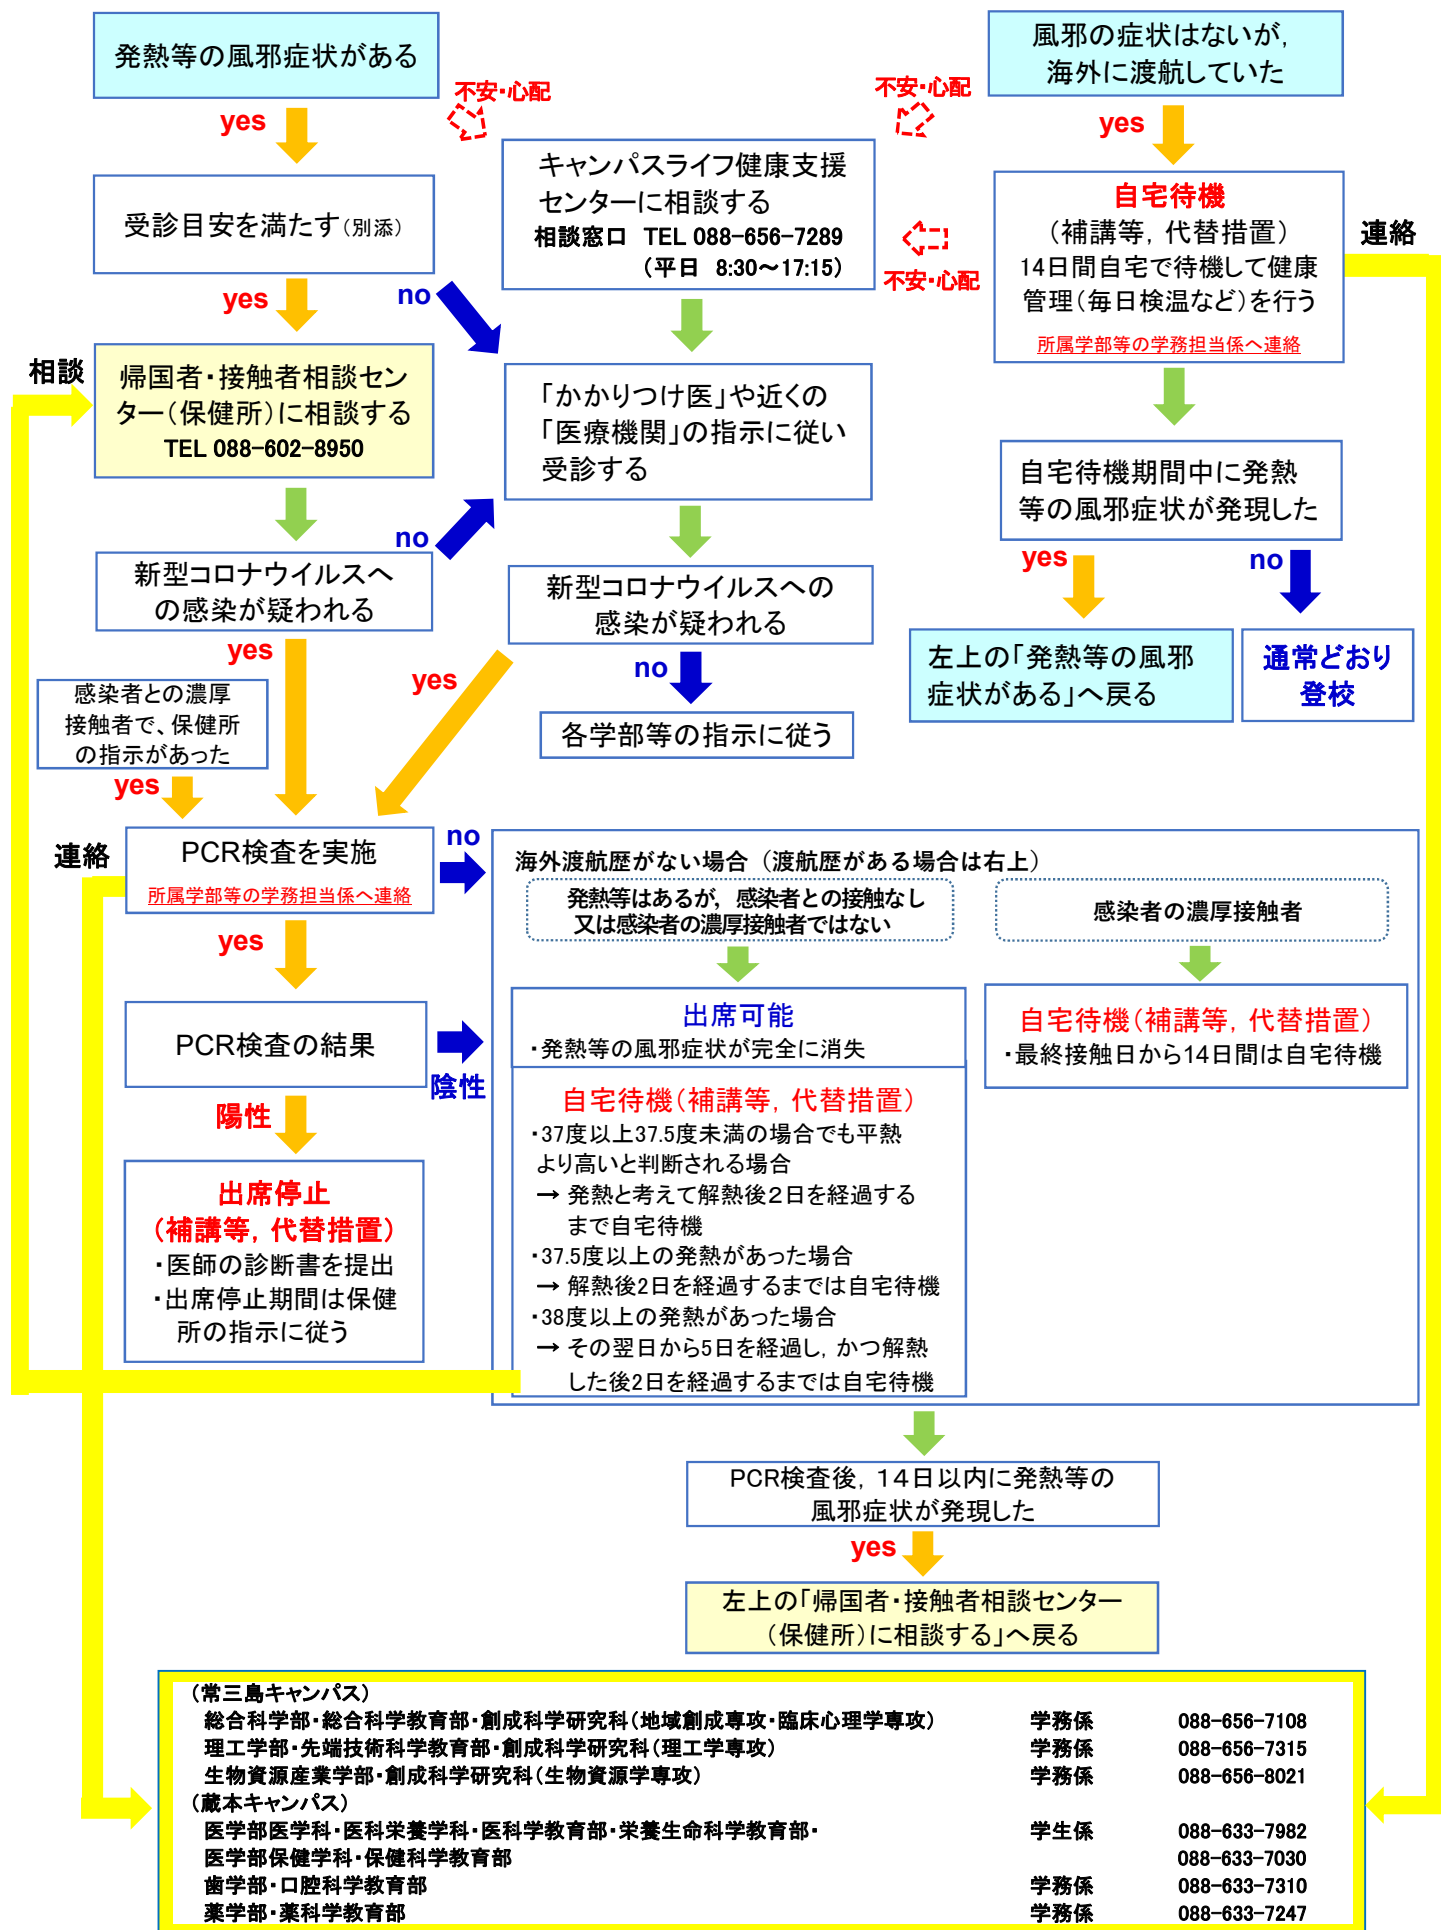 発熱等の風邪症状がある
風邪の症状はないが，
海外に渡航していた
不安・心配
不安・心配
yes
yes
キャンパスライフ健康支援
センターに相談する
相談窓口　TEL 088-656-7289
（平日　8:30～17:15）
受診目安を満たす（別添）
自宅待機
（補講等，代替措置）
14日間自宅で待機して健康
管理（毎日検温など）を行う
所属学部等の学務担当係へ連絡
連絡
不安・心配
yes
no
相談
帰国者・接触者相談セン
ター（保健所）に相談する
TEL 088-602-8950
「かかりつけ医」や近くの
「医療機関」の指示に従い
受診する
自宅待機期間中に発熱
等の風邪症状が発現した
no
yes
no
新型コロナウイルスへ
の感染が疑われる
新型コロナウイルスへの
感染が疑われる
左上の「発熱等の風邪
症状がある」へ戻る
通常どおり
登校
yes
yes
no
感染者との濃厚
接触者で、保健所
の指示があった
各学部等の指示に従う
yes
連絡
PCR検査を実施
所属学部等の学務担当係へ連絡
no
海外渡航歴がない場合（渡航歴がある場合は右上）
発熱等はあるが，感染者との接触なし
又は感染者の濃厚接触者ではない
感染者の濃厚接触者
yes
PCR検査の結果
陰性
出席可能
・発熱等の風邪症状が完全に消失
自宅待機（補講等，代替措置）
・最終接触日から14日間は自宅待機
自宅待機（補講等，代替措置）
・37度以上37.5度未満の場合でも平熱
より高いと判断される場合
→ 発熱と考えて解熱後２日を経過する
まで自宅待機
・37.5度以上の発熱があった場合
→ 解熱後2日を経過するまでは自宅待機
・38度以上の発熱があった場合
→ その翌日から5日を経過し，かつ解熱
した後2日を経過するまでは自宅待機
陽性
出席停止
（補講等，代替措置）
・医師の診断書を提出
・出席停止期間は保健
所の指示に従う
PCR検査後，１４日以内に発熱等の
風邪症状が発現した
yes
左上の「帰国者・接触者相談センター
（保健所）に相談する」へ戻る
（常三島キャンパス）
総合科学部・総合科学教育部・創成科学研究科（地域創成専攻・臨床心理学専攻）　学務係　088-656-7108
理工学部・先端技術科学教育部・創成科学研究科（理工学専攻）　学務係　088-656-7315
生物資源産業学部・創成科学研究科（生物資源学専攻）　学務係　088-656-8021
（蔵本キャンパス）
医学部医学科・医科栄養学科・医科学教育部・栄養生命科学教育部・　学生係　088-633-7982
医学部保健学科・保健科学教育部　088-633-7030
歯学部・口腔科学教育部　学務係　088-633-7310
薬学部・薬科学教育部　学務係　088-633-7247